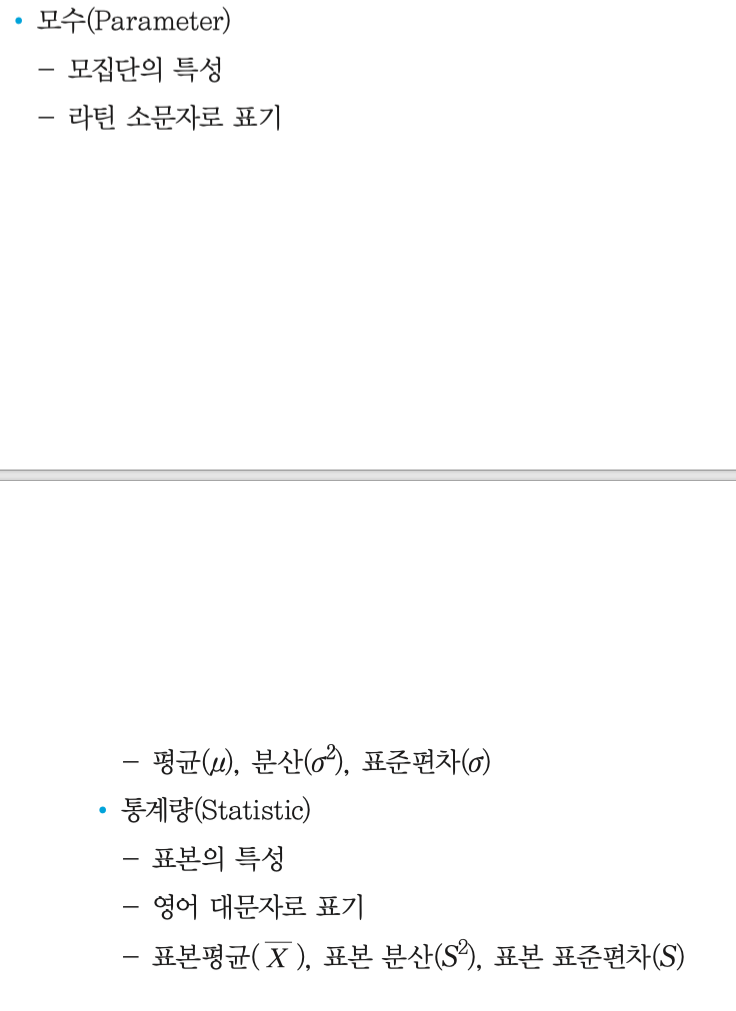 • 모수(Parameter)
– 모집단의 특성
– 라틴 소문자로 표기
– 평균(μ), 분산(σ²), 표준편차(σ)
• 통계량(Statistic)
– 표본의 특성
– 영어 대문자로 표기
– 표본평균(X̅), 표본 분산(S²), 표본 표준편차(S)